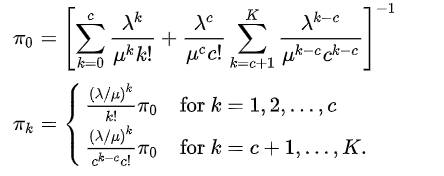 π₀ = [∑_{k=0}^{c} λ^k / (μ^k k!) + λ^c / (μ^c c!) ∑_{k=c+1}^{K} λ^{k−c} / (μ^{k−c} c^{k−c})]^{−1}
π_k = { ((λ/μ)^k / k!) π₀ for k = 1, 2, . . . , c
((λ/μ)^k / (c^{k−c} c!)) π₀ for k = c + 1, . . . , K.